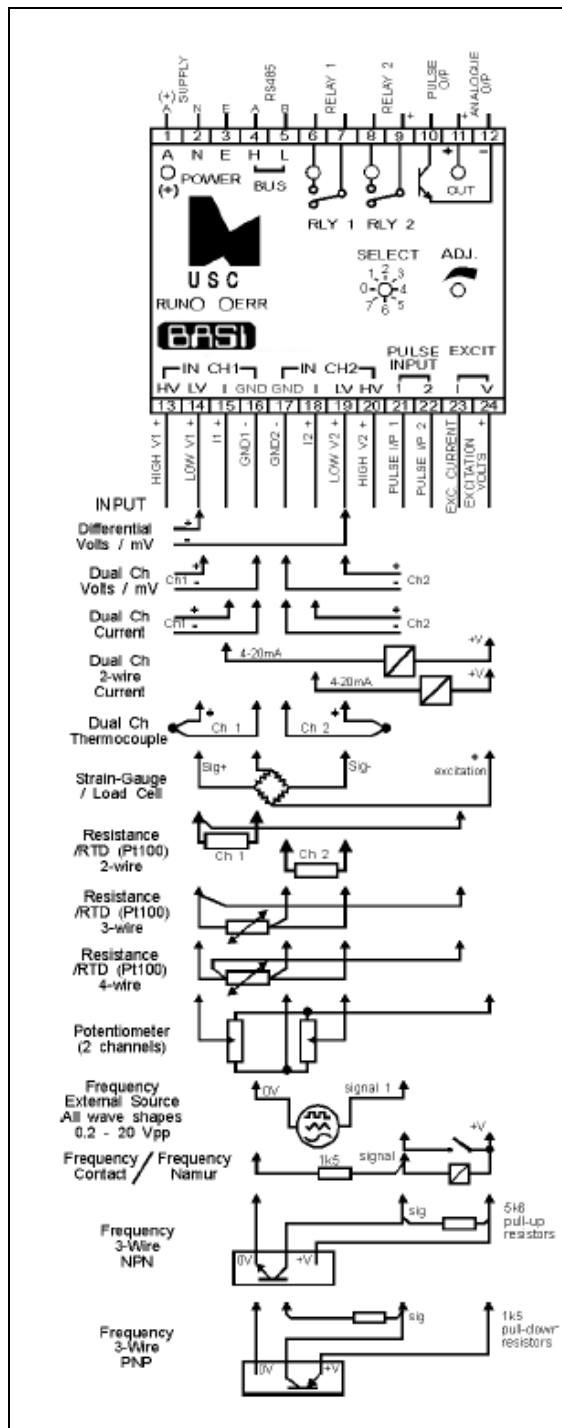 (+) SUPPLY
A N E A B
RS485
RELAY 1
RELAY 2
+ PULSE O/P
+ ANALOGUE O/P -
1 2 3 4 5 6 7 8 9 10 11 12
A N E H L
(+) POWER
BUS
RLY 1 RLY 2
+ -
OUT
SELECT ADJ.
0 1 2 3 4 5 6 7
USC
RUN ERR
BASI
PULSE INPUT EXCIT
IN CH1 IN CH2
HV LV I GND GND I LV HV 1 2 I V
13 14 15 16 17 18 19 20 21 22 23 24
HIGH V1 +
LOW V1 +
I1 +
GND1 -
GND2 -
I2 +
LOW V2 +
HIGH V2 +
PULSE I/P 1
PULSE I/P 2
EXC. CURRENT
EXCITATION VOLTS +
INPUT
Differential
Volts / mV
+
-
Dual Ch
Volts / mV
Ch1 + -
+ - Ch2
Dual Ch
Current
Ch1 + -
+ - Ch2
Dual Ch
2-wire
Current
4-20mA +V
4-20mA +V
Dual Ch
Thermocouple
+ Ch 1 Ch 2 +
Strain-Gauge
/ Load Cell
Sig+ Sig- + excitation
Resistance
/RTD (Pt100)
2-wire
Ch 1 Ch 2
Resistance
/RTD (Pt100)
3-wire
Resistance
/RTD (Pt100)
4-wire
Potentiometer
(2 channels)
Frequency
External Source
All wave shapes
0.2 - 20 Vpp
0V signal 1
Frequency
Contact / Frequency
Namur
1k5 signal +V
Frequency
3-Wire
NPN
0V +V sig
5k6
pull-up
resistors
Frequency
3-Wire
PNP
0V +V sig
1k5
pull-down
resistors